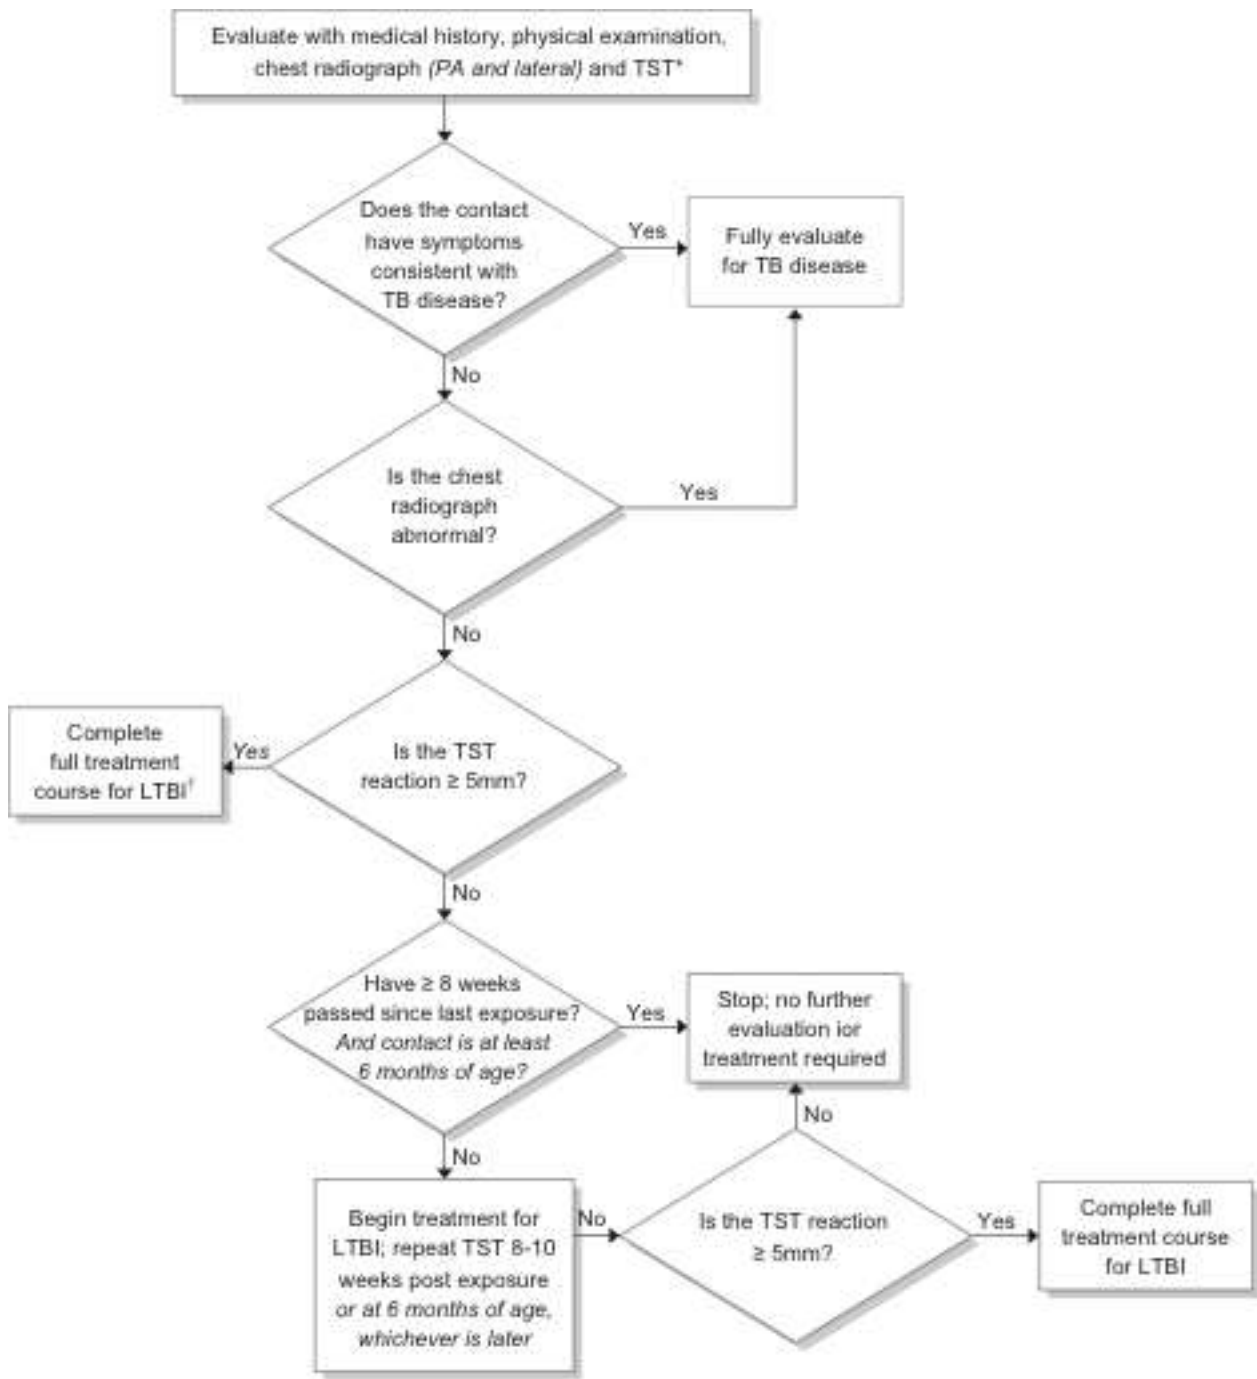 Evaluate with medical history, physical examination,
chest radiograph (PA and lateral) and TST*
Does the contact
have symptoms
consistent with
TB disease?
Yes
Fully evaluate
for TB disease
No
Is the chest
radiograph
abnormal?
Yes
No
Complete
full treatment
course for LTBI†
Yes
Is the TST
reaction ≥ 5mm?
No
Have ≥ 8 weeks
passed since last exposure?
And contact is at least
6 months of age?
Yes
Stop; no further
evaluation ior
treatment required
No
No
Begin treatment for
LTBI; repeat TST 8-10
weeks post exposure
or at 6 months of age,
whichever is later
No
Is the TST reaction
≥ 5mm?
Yes
Complete full
treatment course
for LTBI